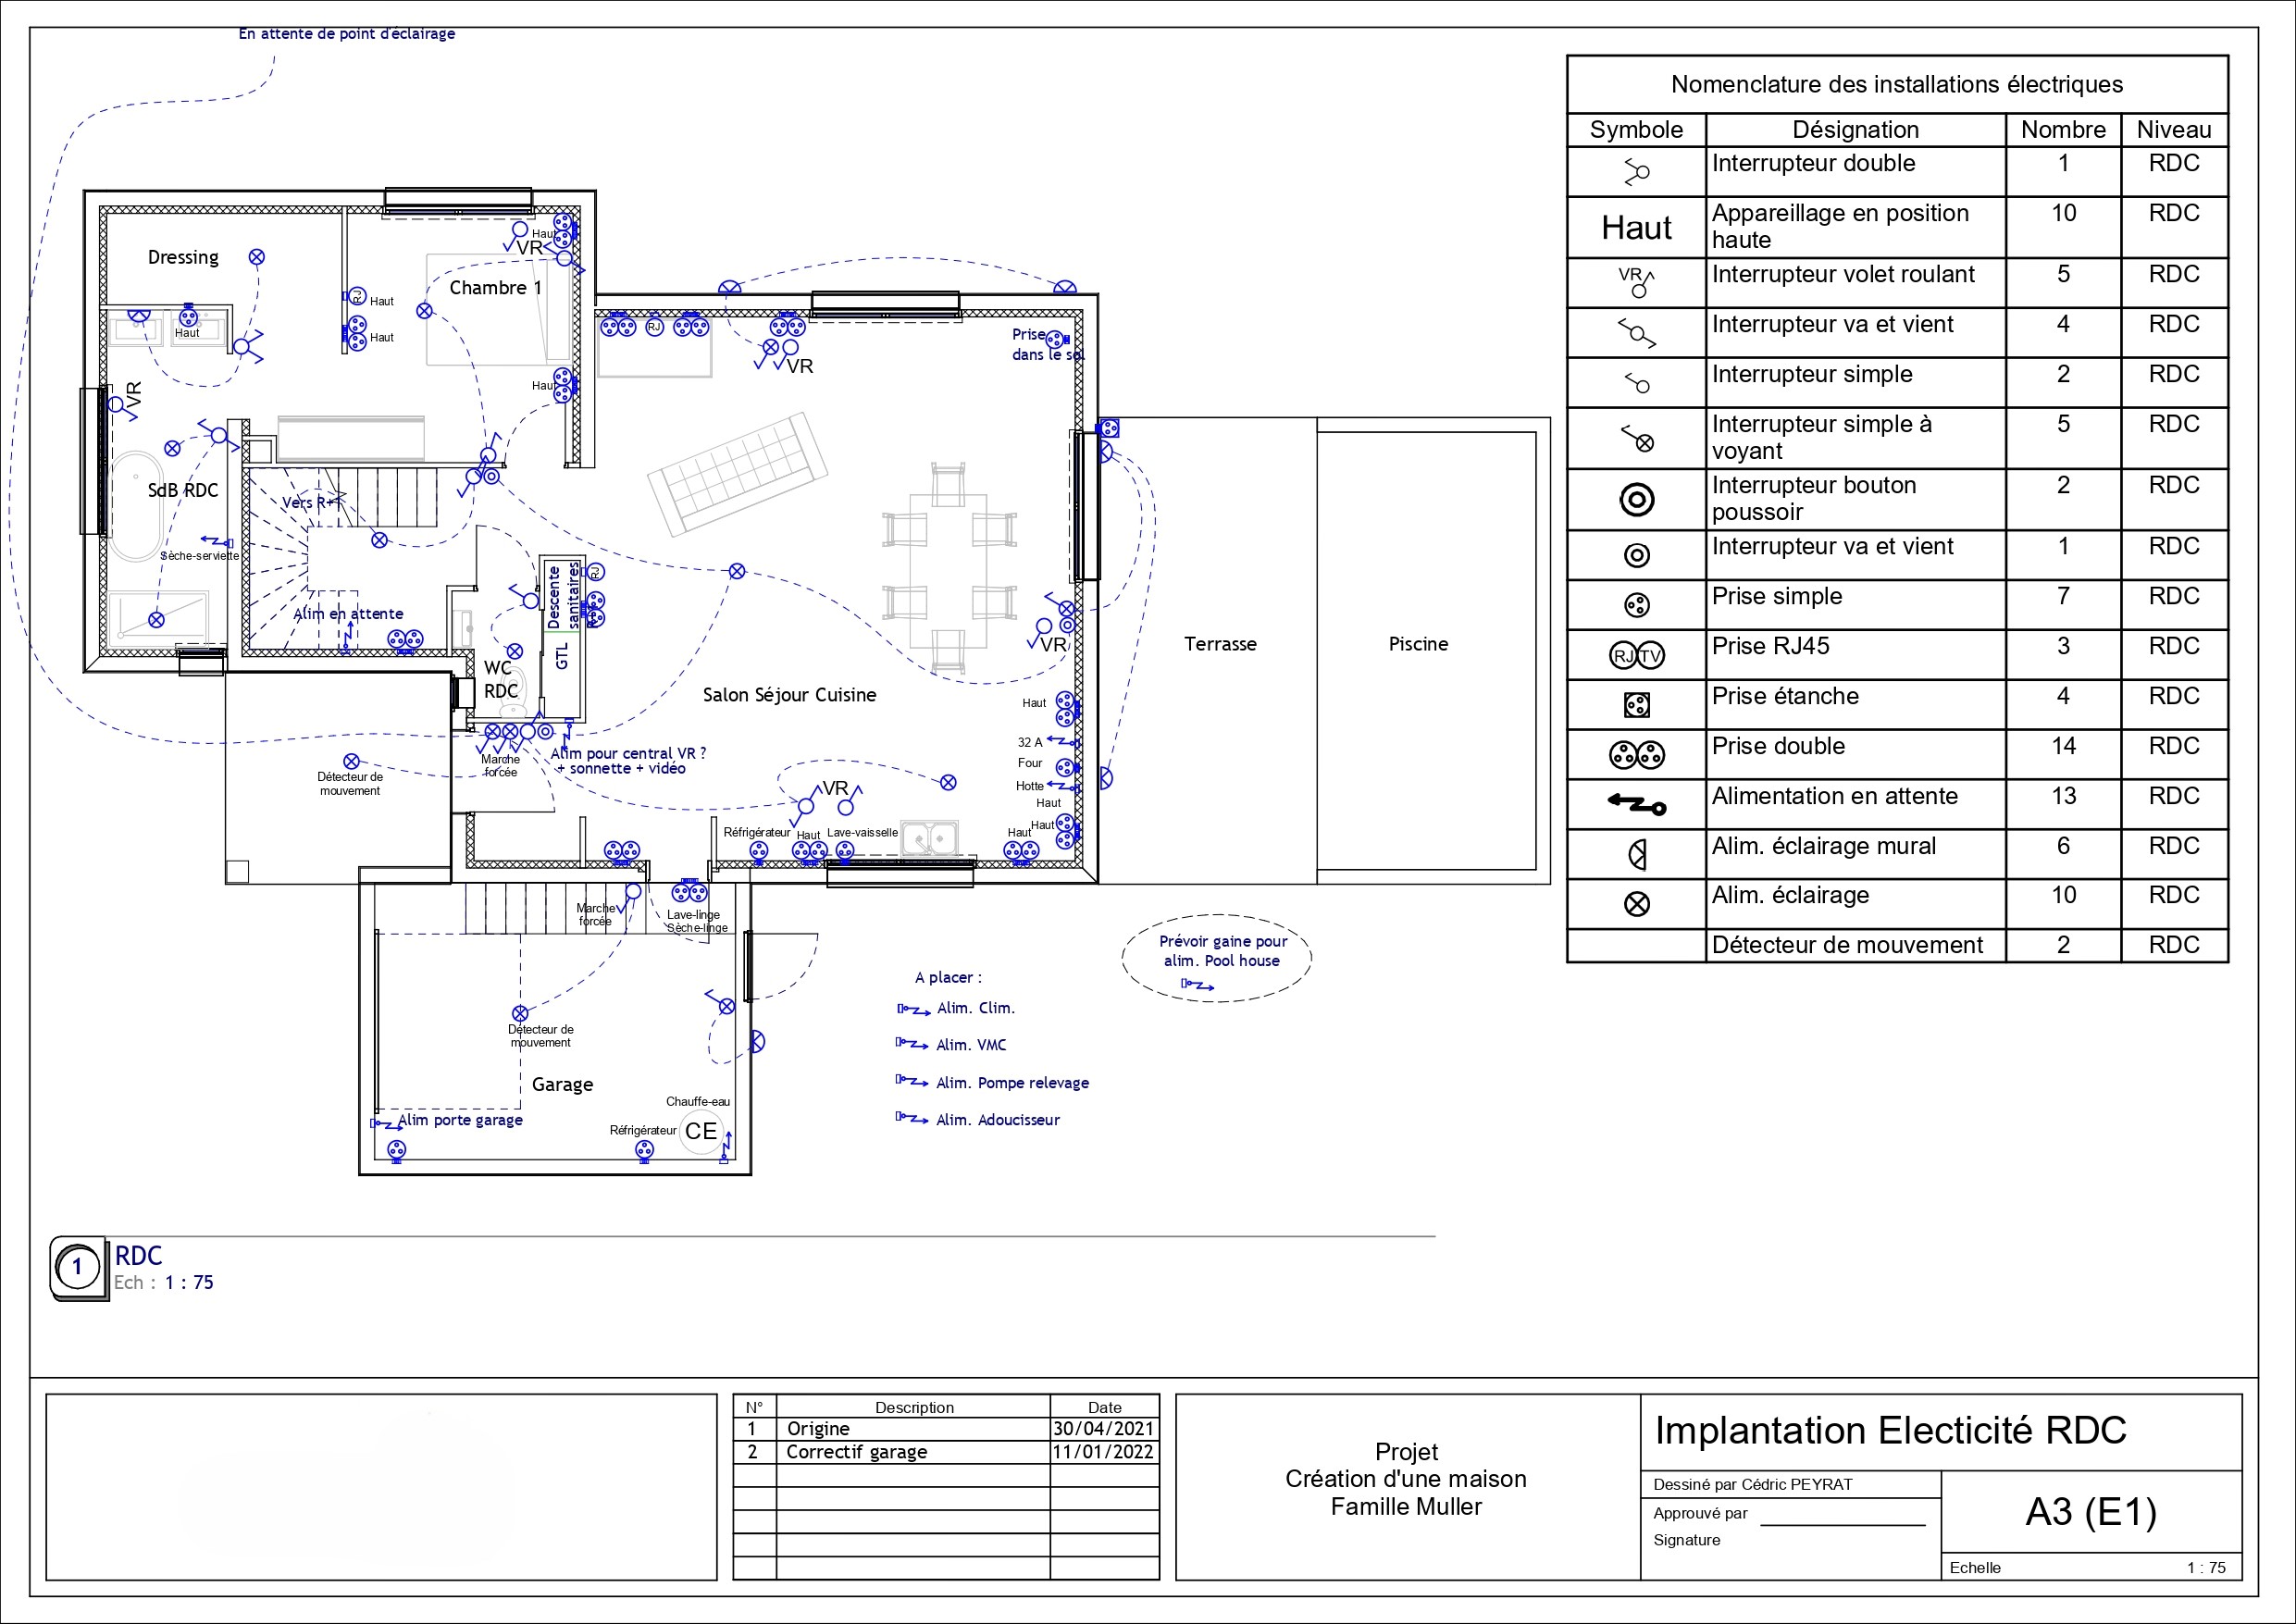 En attente de point d'éclairage
Nomenclature des installations électriques
Symbole Désignation Nombre Niveau
Interrupteur double 1 RDC
Haut Appareillage en position
haute 10 RDC
VR Interrupteur volet roulant 5 RDC
Interrupteur va et vient 4 RDC
Interrupteur simple 2 RDC
Interrupteur simple à
voyant 5 RDC
Interrupteur bouton
poussoir 2 RDC
Interrupteur va et vient 1 RDC
Prise simple 7 RDC
RJ TV Prise RJ45 3 RDC
Prise étanche 4 RDC
Prise double 14 RDC
Alimentation en attente 13 RDC
Alim. éclairage mural 6 RDC
Alim. éclairage 10 RDC
Détecteur de mouvement 2 RDC
Dressing
Haut
VR
Chambre 1
RJ Haut
Haut
Haut
Haut
VR
RJ
VR
Prise
dans le sol
SdB RDC
Vers R+1
Sèche-serviette
Alim en attente
Descente
sanitaires
RJ
GTL
WC
RDC
VR
Terrasse
Piscine
Salon Séjour Cuisine
Haut
32 A
Four
Hotte
Haut
Haut
Haut
Marche
forcée
Alim pour central VR ?
+ sonnette + vidéo
Détecteur de
mouvement
VR
Réfrigérateur Haut Lave-vaisselle
Marche
forcée
Lave-linge
Sèche-linge
Détecteur de
mouvement
Garage
Chauffe-eau
Réfrigérateur CE
Alim porte garage
A placer :
Alim. Clim.
Alim. VMC
Alim. Pompe relevage
Alim. Adoucisseur
Prévoir gaine pour
alim. Pool house
1 RDC
Ech : 1 : 75
N° Description Date
1 Origine 30/04/2021
2 Correctif garage 11/01/2022
Projet
Création d'une maison
Famille Muller
Implantation Electicité RDC
Dessiné par Cédric PEYRAT
Approuvé par
Signature
A3 (E1)
Echelle 1 : 75